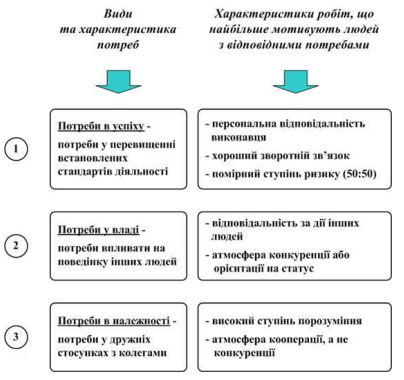 Види
та характеристика
потреб
Характеристики робіт, що
найбільше мотивують людей
з відповідними потребами
1
Потреби в успіху -
потреби у перевищенні
встановлених
стандартів діяльності
- персональна відповідальність
виконавця
- хороший зворотній зв’язок
- помірний ступінь ризику (50:50)
2
Потреби у владі -
потреби впливати на
поведінку інших людей
- відповідальність за дії інших
людей
- атмосфера конкуренції або
орієнтації на статус
3
Потреби в належності -
потреби у дружніх
стосунках з колегами
- високий ступінь порозуміння
- атмосфера кооперації, а не
конкуренції